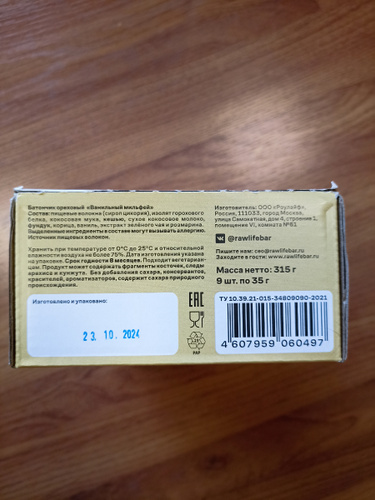 Батончик ореховый «Ванильный мильфей»
Состав: пищевые волокна (сироп цикория), изолят горохового
белка, кокосовая мука, кешью, сухое кокосовое молоко,
фундук, корица, ваниль, экстракт зелёного чая и розмарина.
Выделенные ингредиенты в составе могут вызывать аллергию.
Источник пищевых волокон.
Хранить при температуре от 0°С до 25°С и относительной
влажности воздуха не более 75%. Дата изготовления указана
на упаковке. Срок годности 8 месяцев. Подходит вегетариан-
цам. Продукт может содержать фрагменты косточек, следы
арахиса и кунжута. Без добавления сахара, консервантов,
красителей, ароматизаторов, содержит сахара природного
происхождения.
Изготовлено и упаковано:
23. 10. 2024
EAC
PAP
Изготовитель: ООО «Роулайф»,
Россия, 111033, город Москва,
улица Самокатная, дом 4, строение 1,
помещение VI, комната №61
@rawlifebar
Пишите нам: ceo@rawlifebar.ru
Заходите в гости: www.rawlifebar.ru
Масса нетто: 315 г
9 шт. по 35 г
ТУ 10.39.21-015-34809090-2021
4 607959 060497